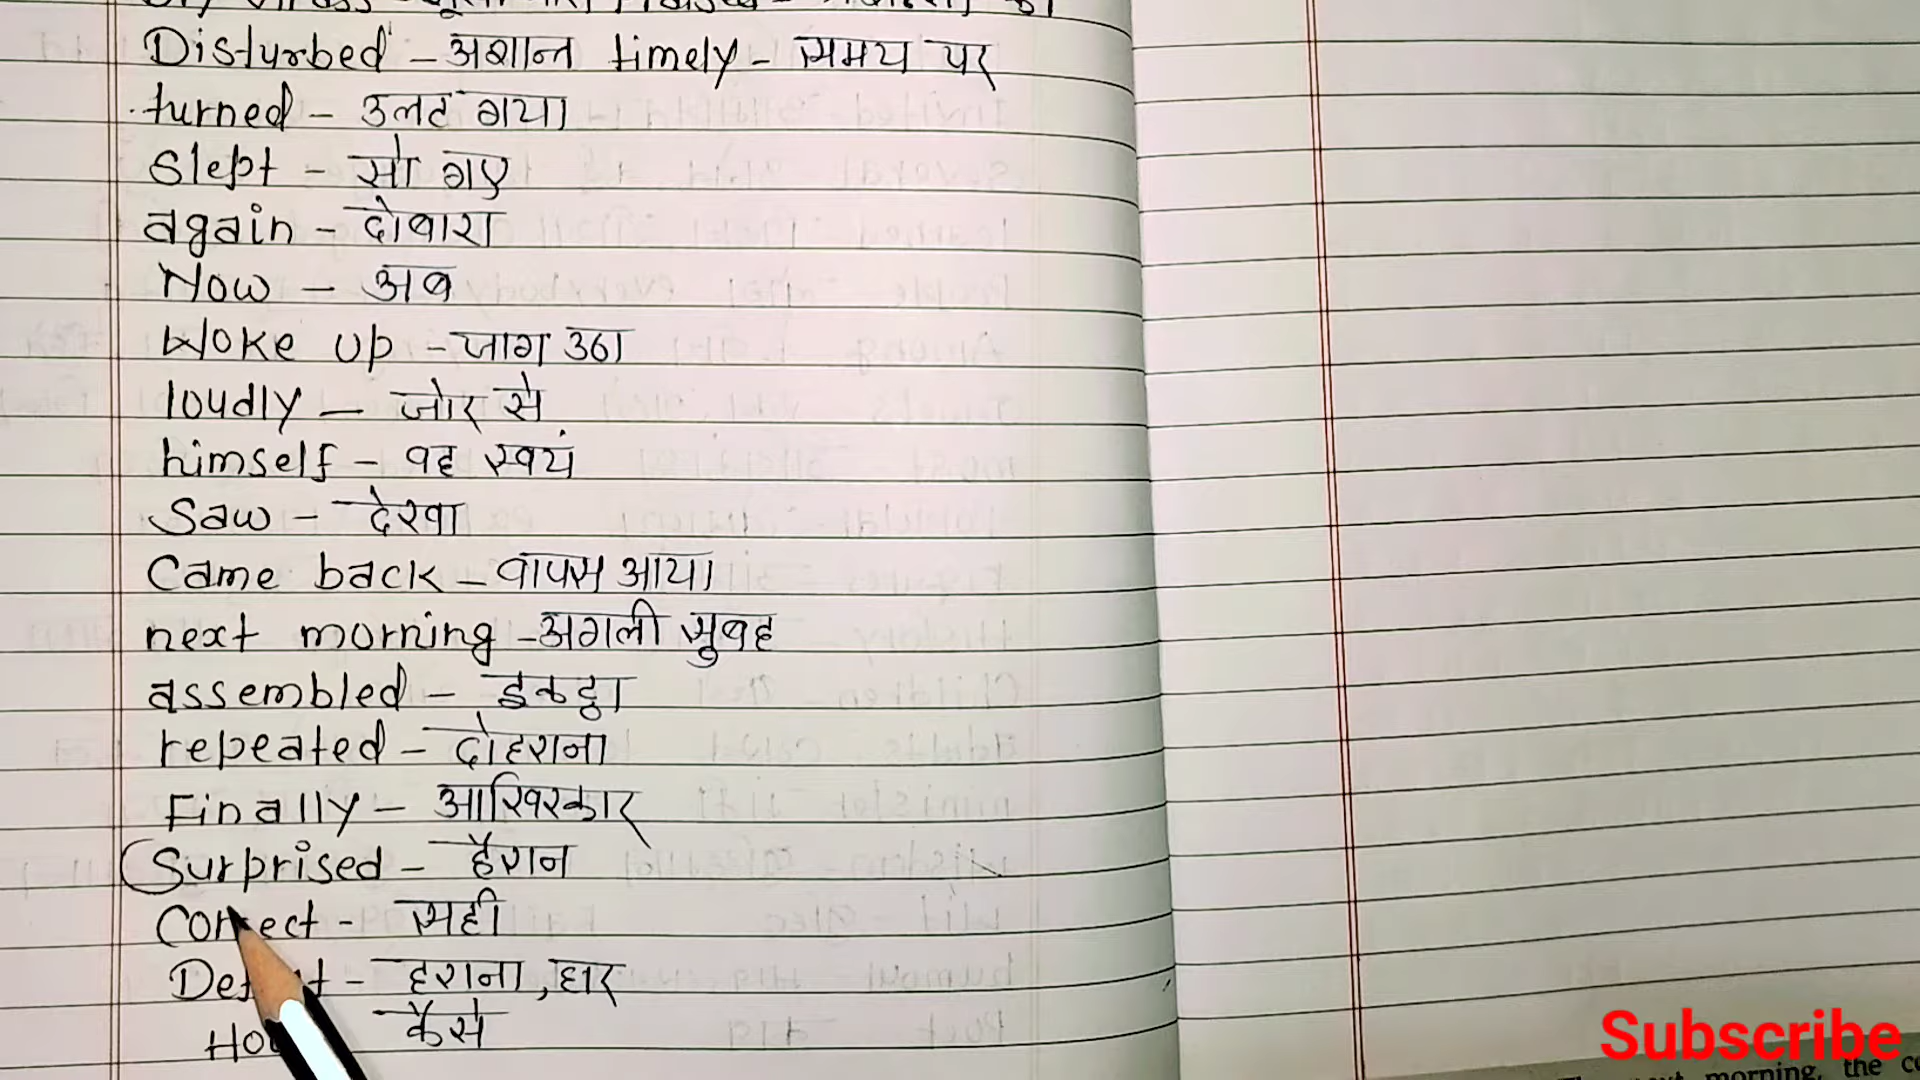 Disturbed - अशान्त timely - समय पर
turned - उलट गया
Slept - सो गए
again - दोबारा
Now - अब
Woke up - जाग उठा
loudly - जोर से
himself - वह स्वयं
Saw - देखा
Came back - वापस आया
next morning - अगली सुबह
assembled - इकट्ठा
repeated - दोहराना
Finally - आखिरकार
Surprised - हैरान
Correct - सही
हराना, हार
कैसे
Subscribe
morning, the